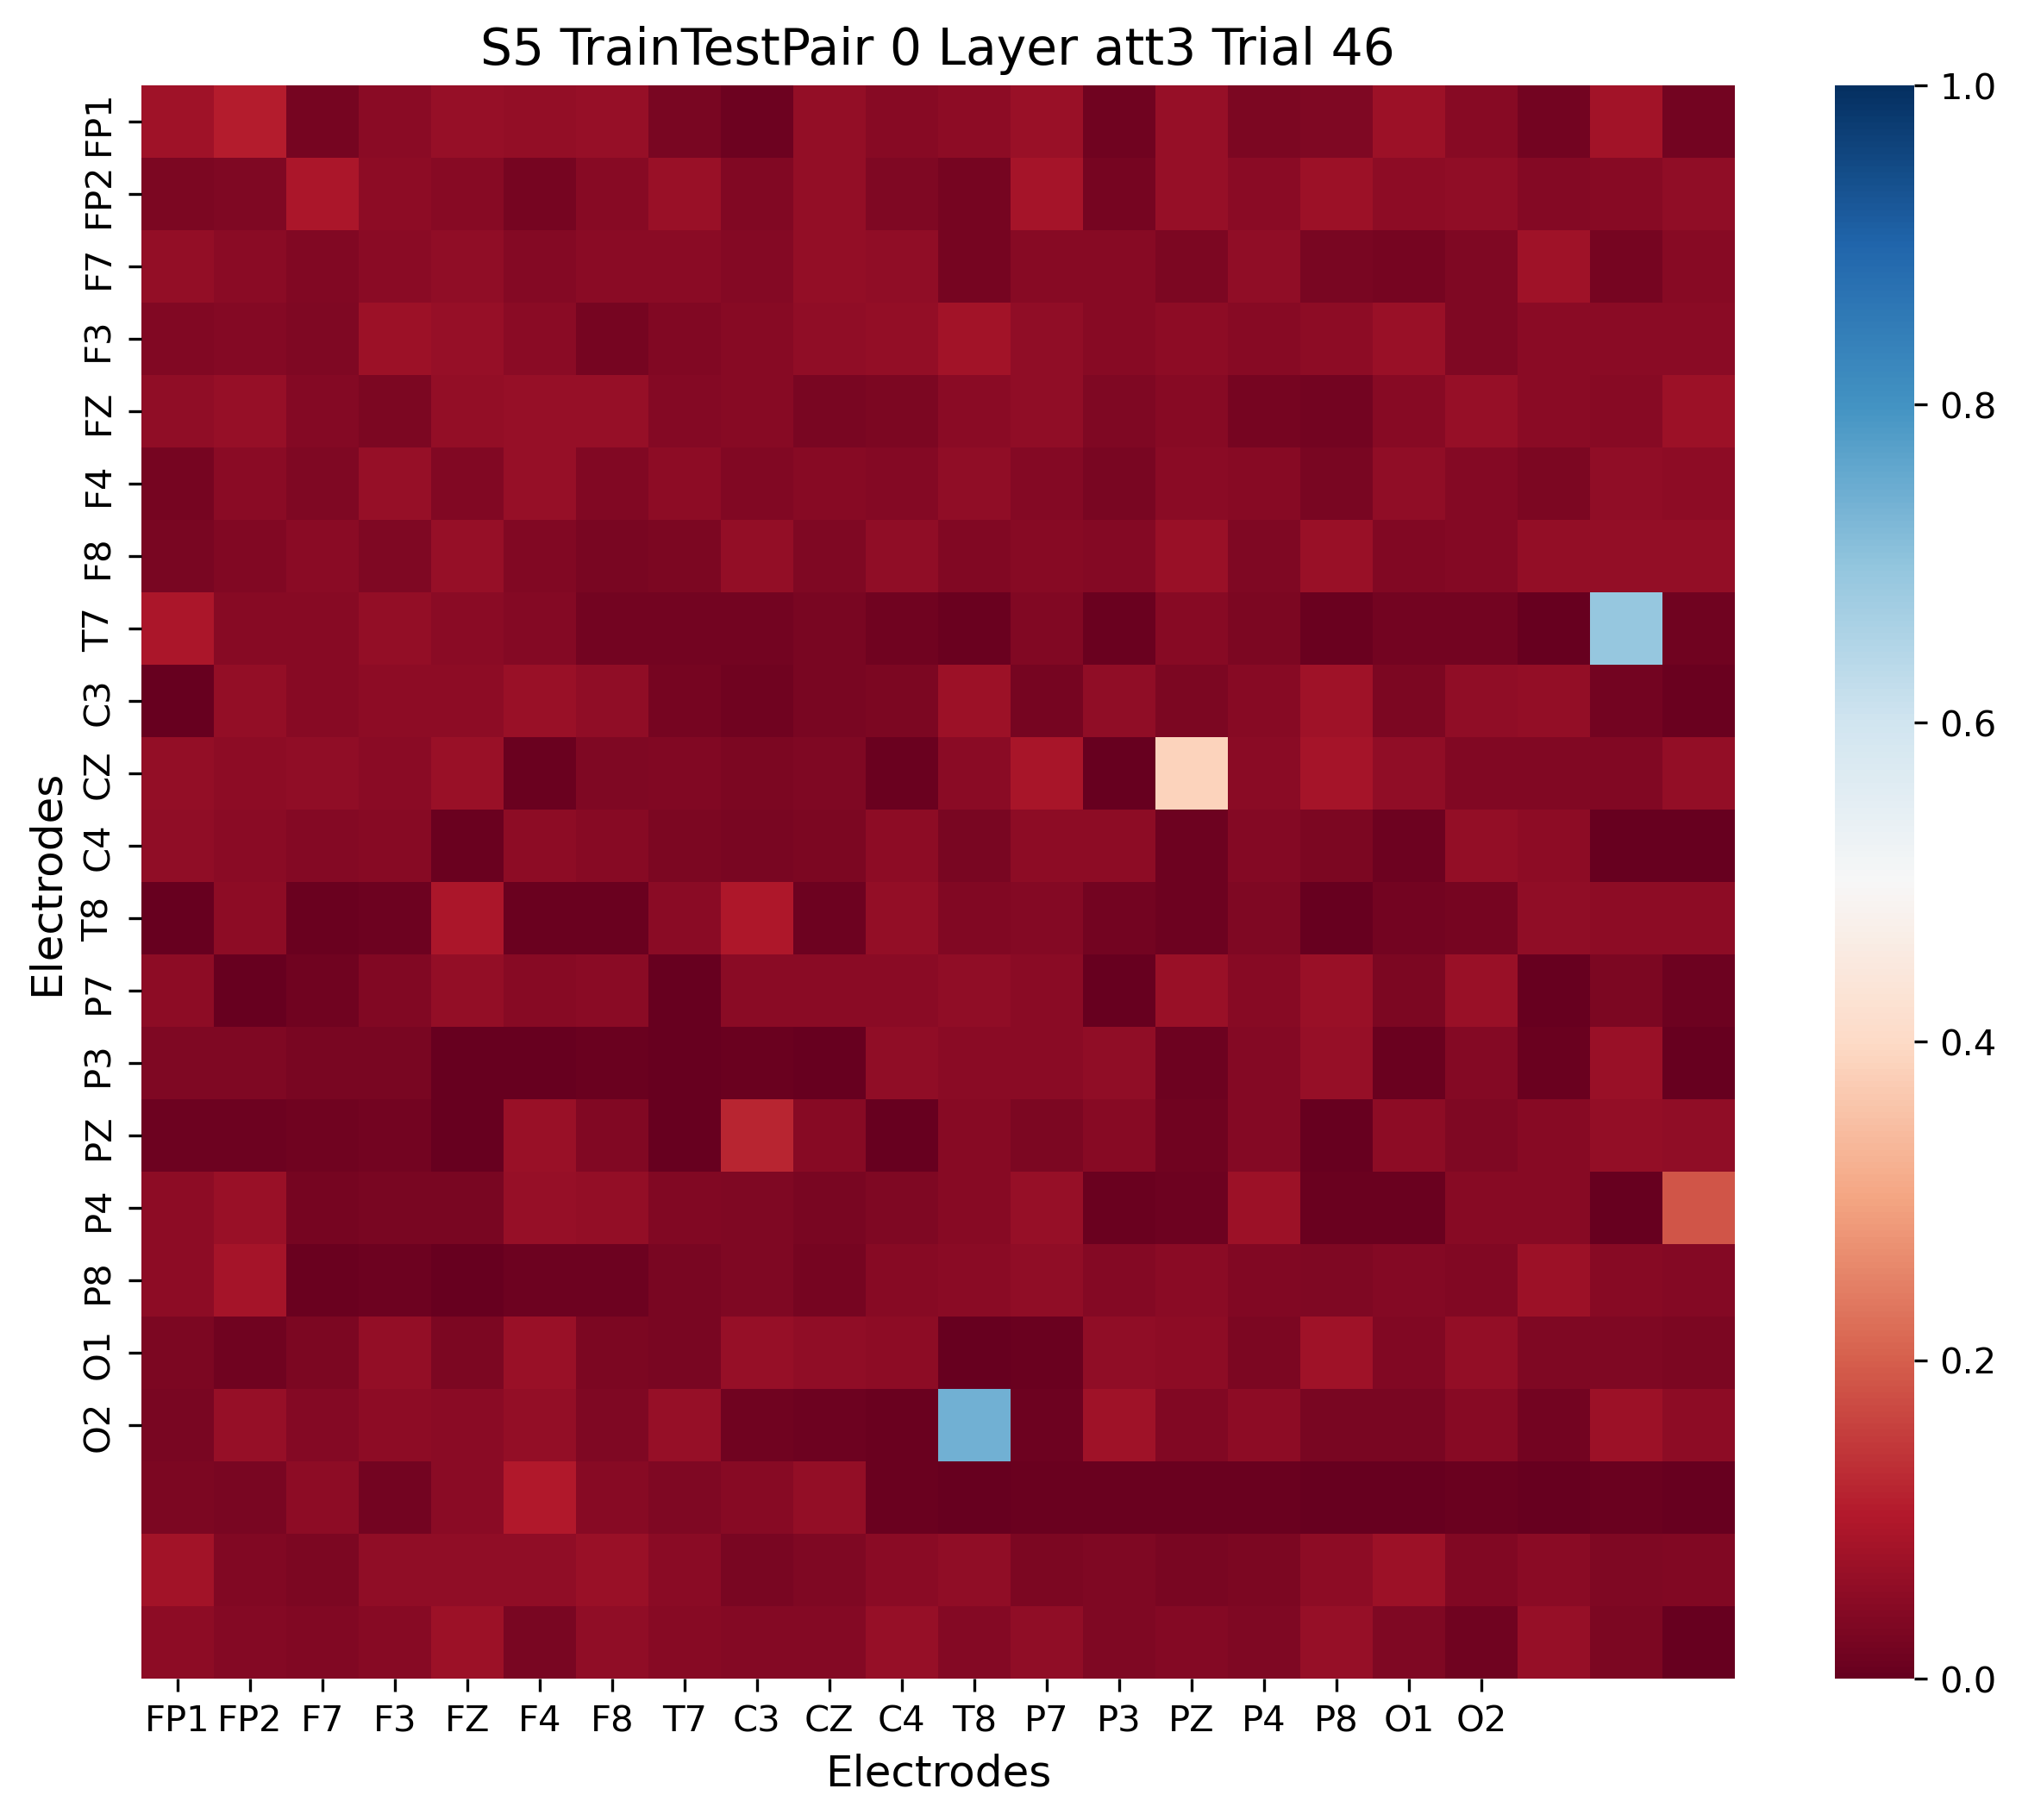 S5 TrainTestPair 0 Layer att3 Trial 46
Electrodes
FP1
FP2
F7
F3
FZ
F4
F8
T7
C3
CZ
C4
T8
P7
P3
PZ
P4
P8
O1
O2
FP1 FP2 F7 F3 FZ F4 F8 T7 C3 CZ C4 T8 P7 P3 PZ P4 P8 O1 O2
Electrodes
1.0
0.8
0.6
0.4
0.2
0.0